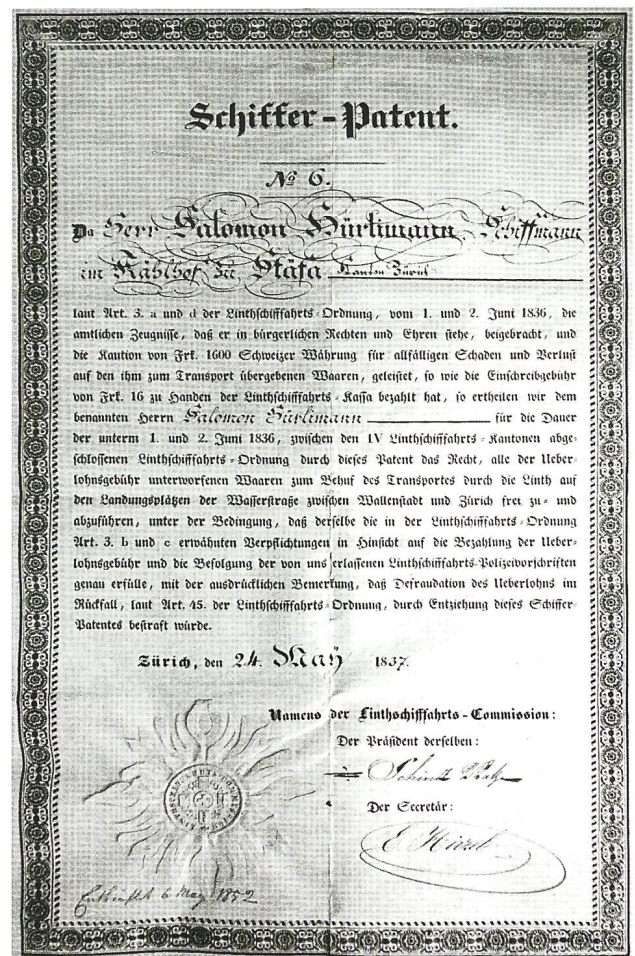 Schiffer-Patent.
No 6.
Da Herr Salomon Hürlimann, Schiffmann
im Kählhof zu Stäfa Kanton Zürich
laut Art. 3. a und d der Linthschifffahrts-Ordnung, vom 1. und 2. Juni 1836, die
amtlichen Zeugnisse, daß er in bürgerlichen Rechten und Ehren stehe, beigebracht, und
die Kantion von Frk. 1600 Schweizer Währung für allfälligen Schaden und Verlust
auf den ihm zum Transport übergebenen Waaren, geleistet, so wie die Einschreibgebühr
von Frk. 16 zu Handen der Linthschifffahrts-Kassa bezahlt hat, so ertheilen wir dem
benannten Herrn Salomon Hürlimann für die Dauer
der unterm 1. und 2. Juni 1836, zwischen den IV Linthschifffahrts-Kantonen abge-
schlossenen Linthschifffahrts-Ordnung durch dieses Patent das Recht, alle der Ueber-
lohnsgebühr unterworfenen Waaren zum Behuf des Transportes durch die Linth auf
den Landungsplätzen der Wasserstraße zwischen Wallenstadt und Zürich frei zu- und
abzuführen, unter der Bedingung, daß derselbe die in der Linthschifffahrts-Ordnung
Art. 3. b und c erwähnten Verpflichtungen in Hinsicht auf die Bezahlung der Ueber-
lohnsgebühr und die Befolgung der von uns erlassenen Linthschifffahrts-Polizeivorschriften
genau erfülle, mit der ausdrücklichen Bemerkung, daß Defraudation des Ueberlohns im
Rückfall, laut Art. 45. der Linthschifffahrts-Ordnung, durch Entziehung dieses Schiffer-
Patentes bestraft würde.
Zürich, den 24. May 1837.
Namens der Linthschifffahrts-Commission:
Der Präsident derselben:
Schindler
Der Secretär:
E. Hirzel
6 May 1852